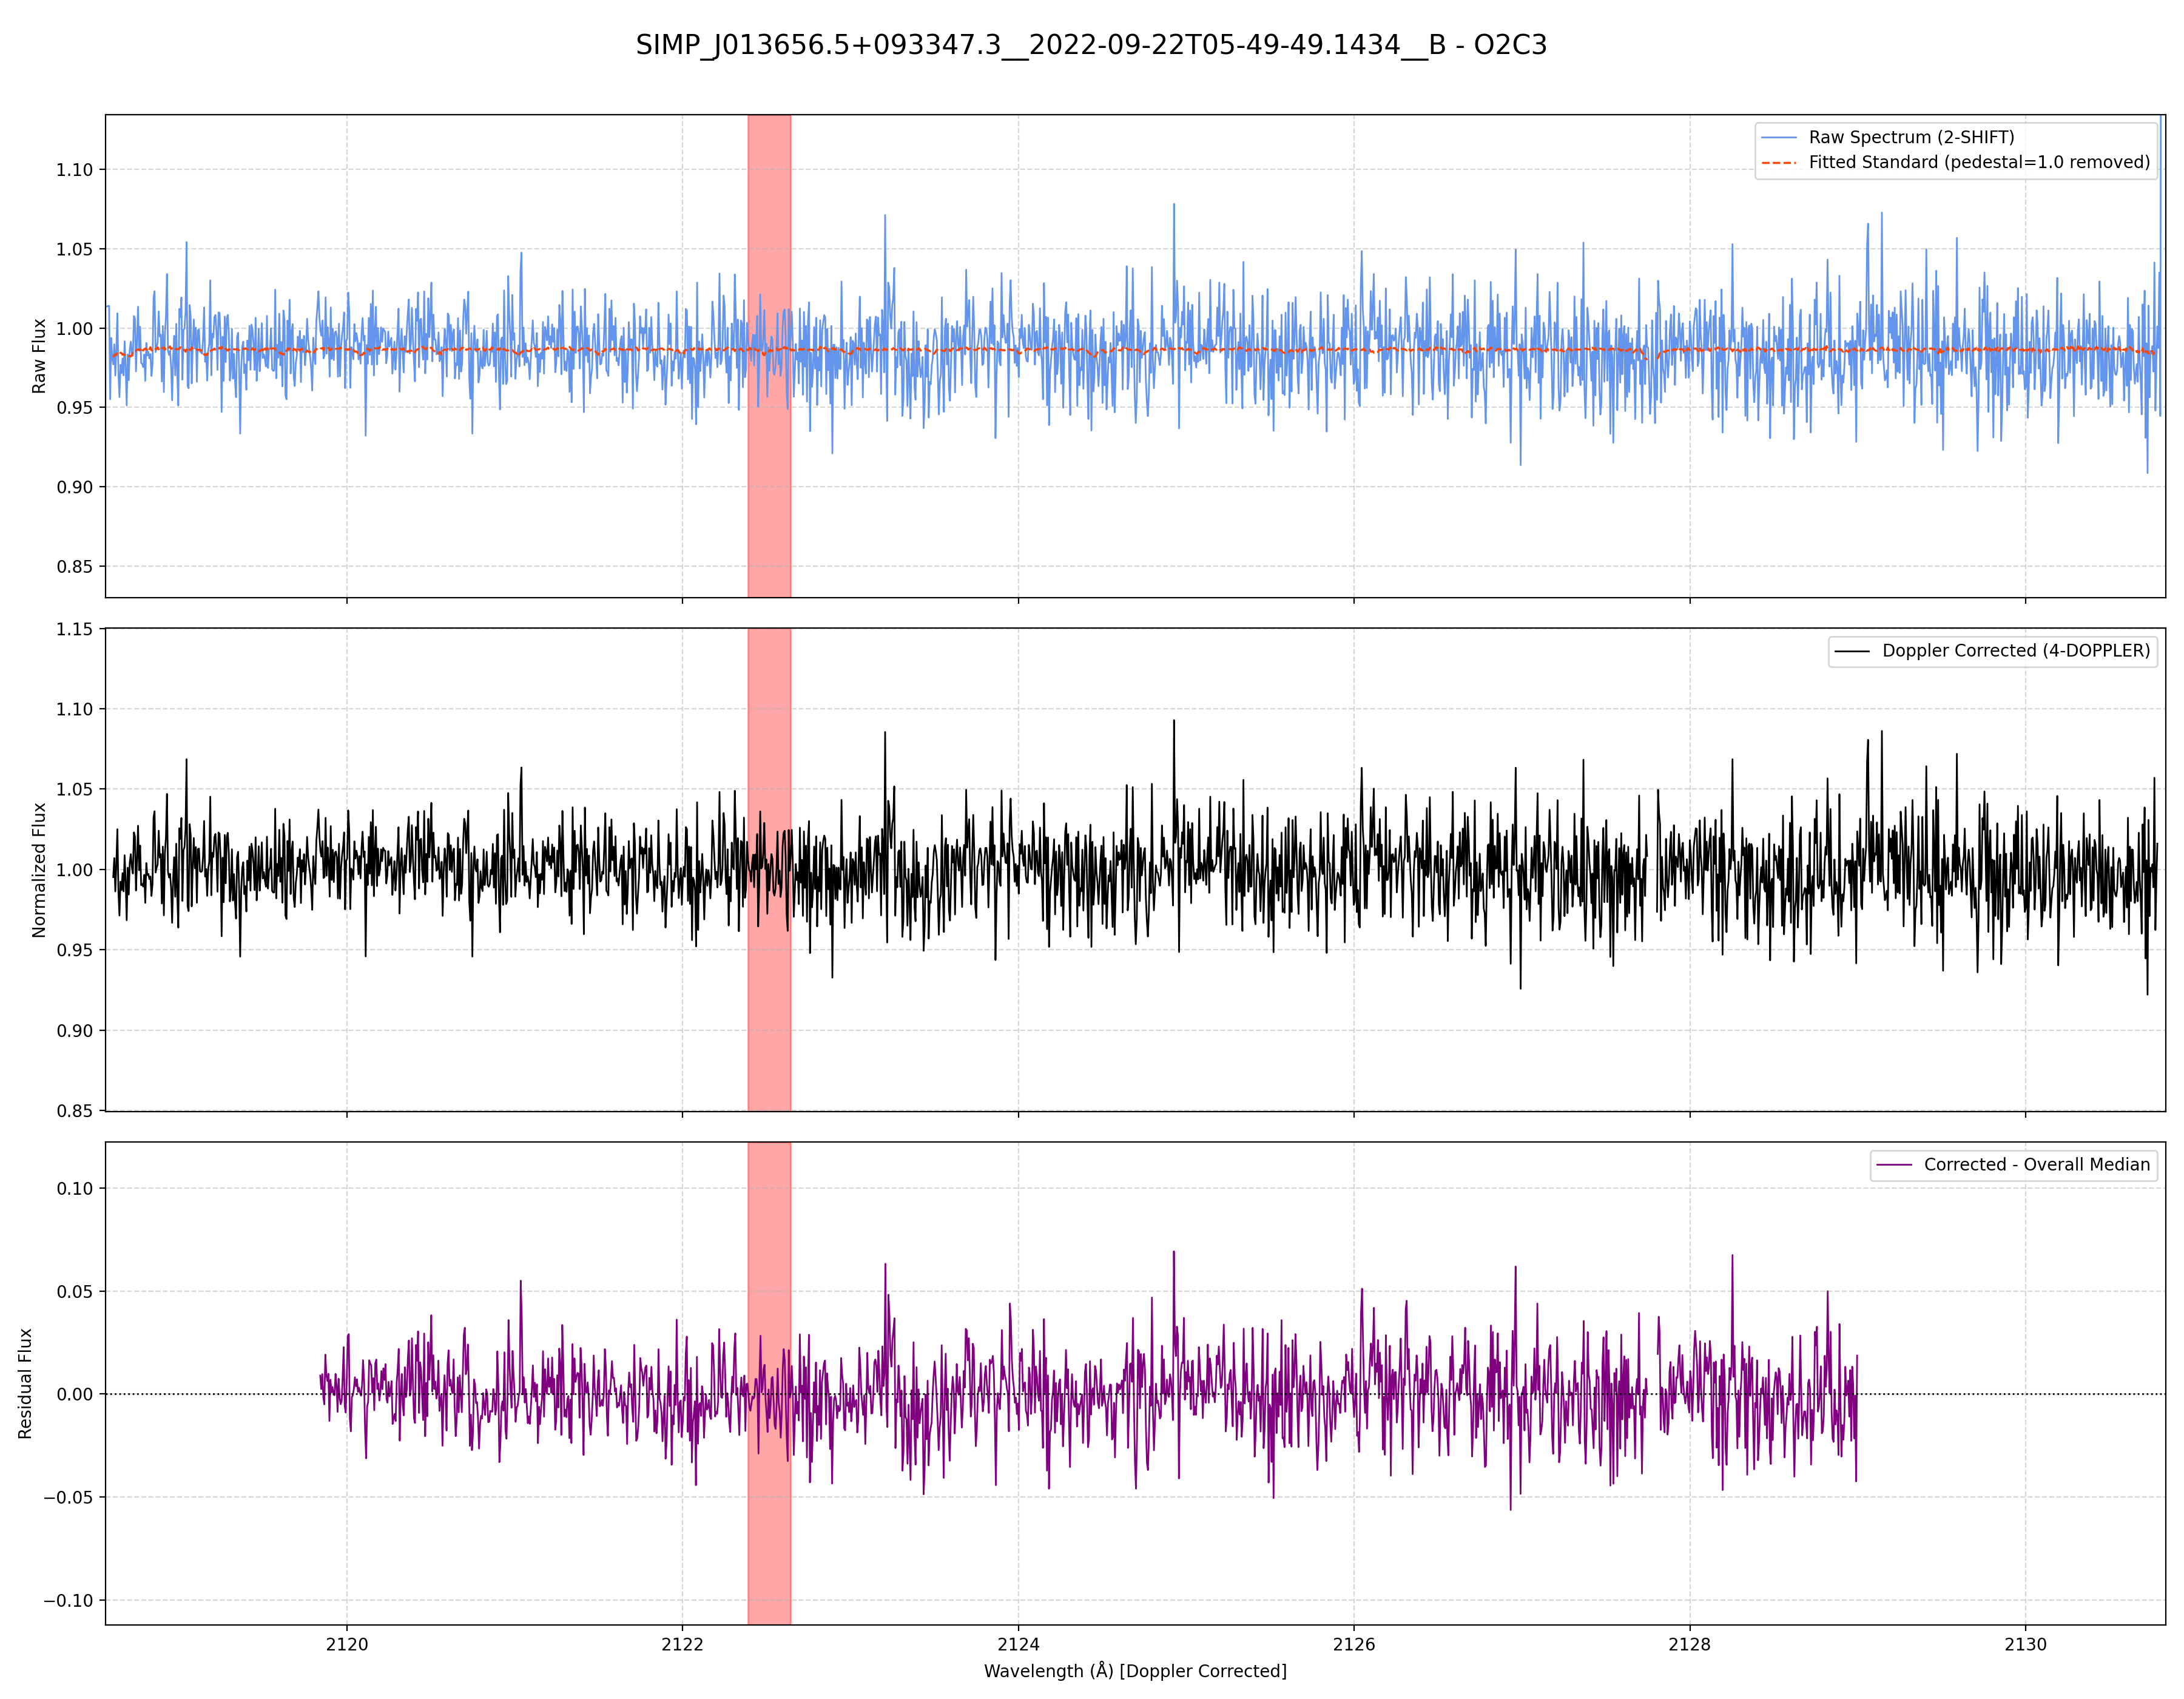 SIMP_J013656.5+093347.3__2022-09-22T05-49-49.1434__B - O2C3
Raw Flux
1.10
1.05
1.00
0.95
0.90
0.85
Raw Spectrum (2-SHIFT)
Fitted Standard (pedestal=1.0 removed)
Normalized Flux
1.15
1.10
1.05
1.00
0.95
0.90
0.85
Doppler Corrected (4-DOPPLER)
Residual Flux
0.10
0.05
0.00
−0.05
−0.10
Corrected - Overall Median
2120 2122 2124 2126 2128 2130
Wavelength (Å) [Doppler Corrected]